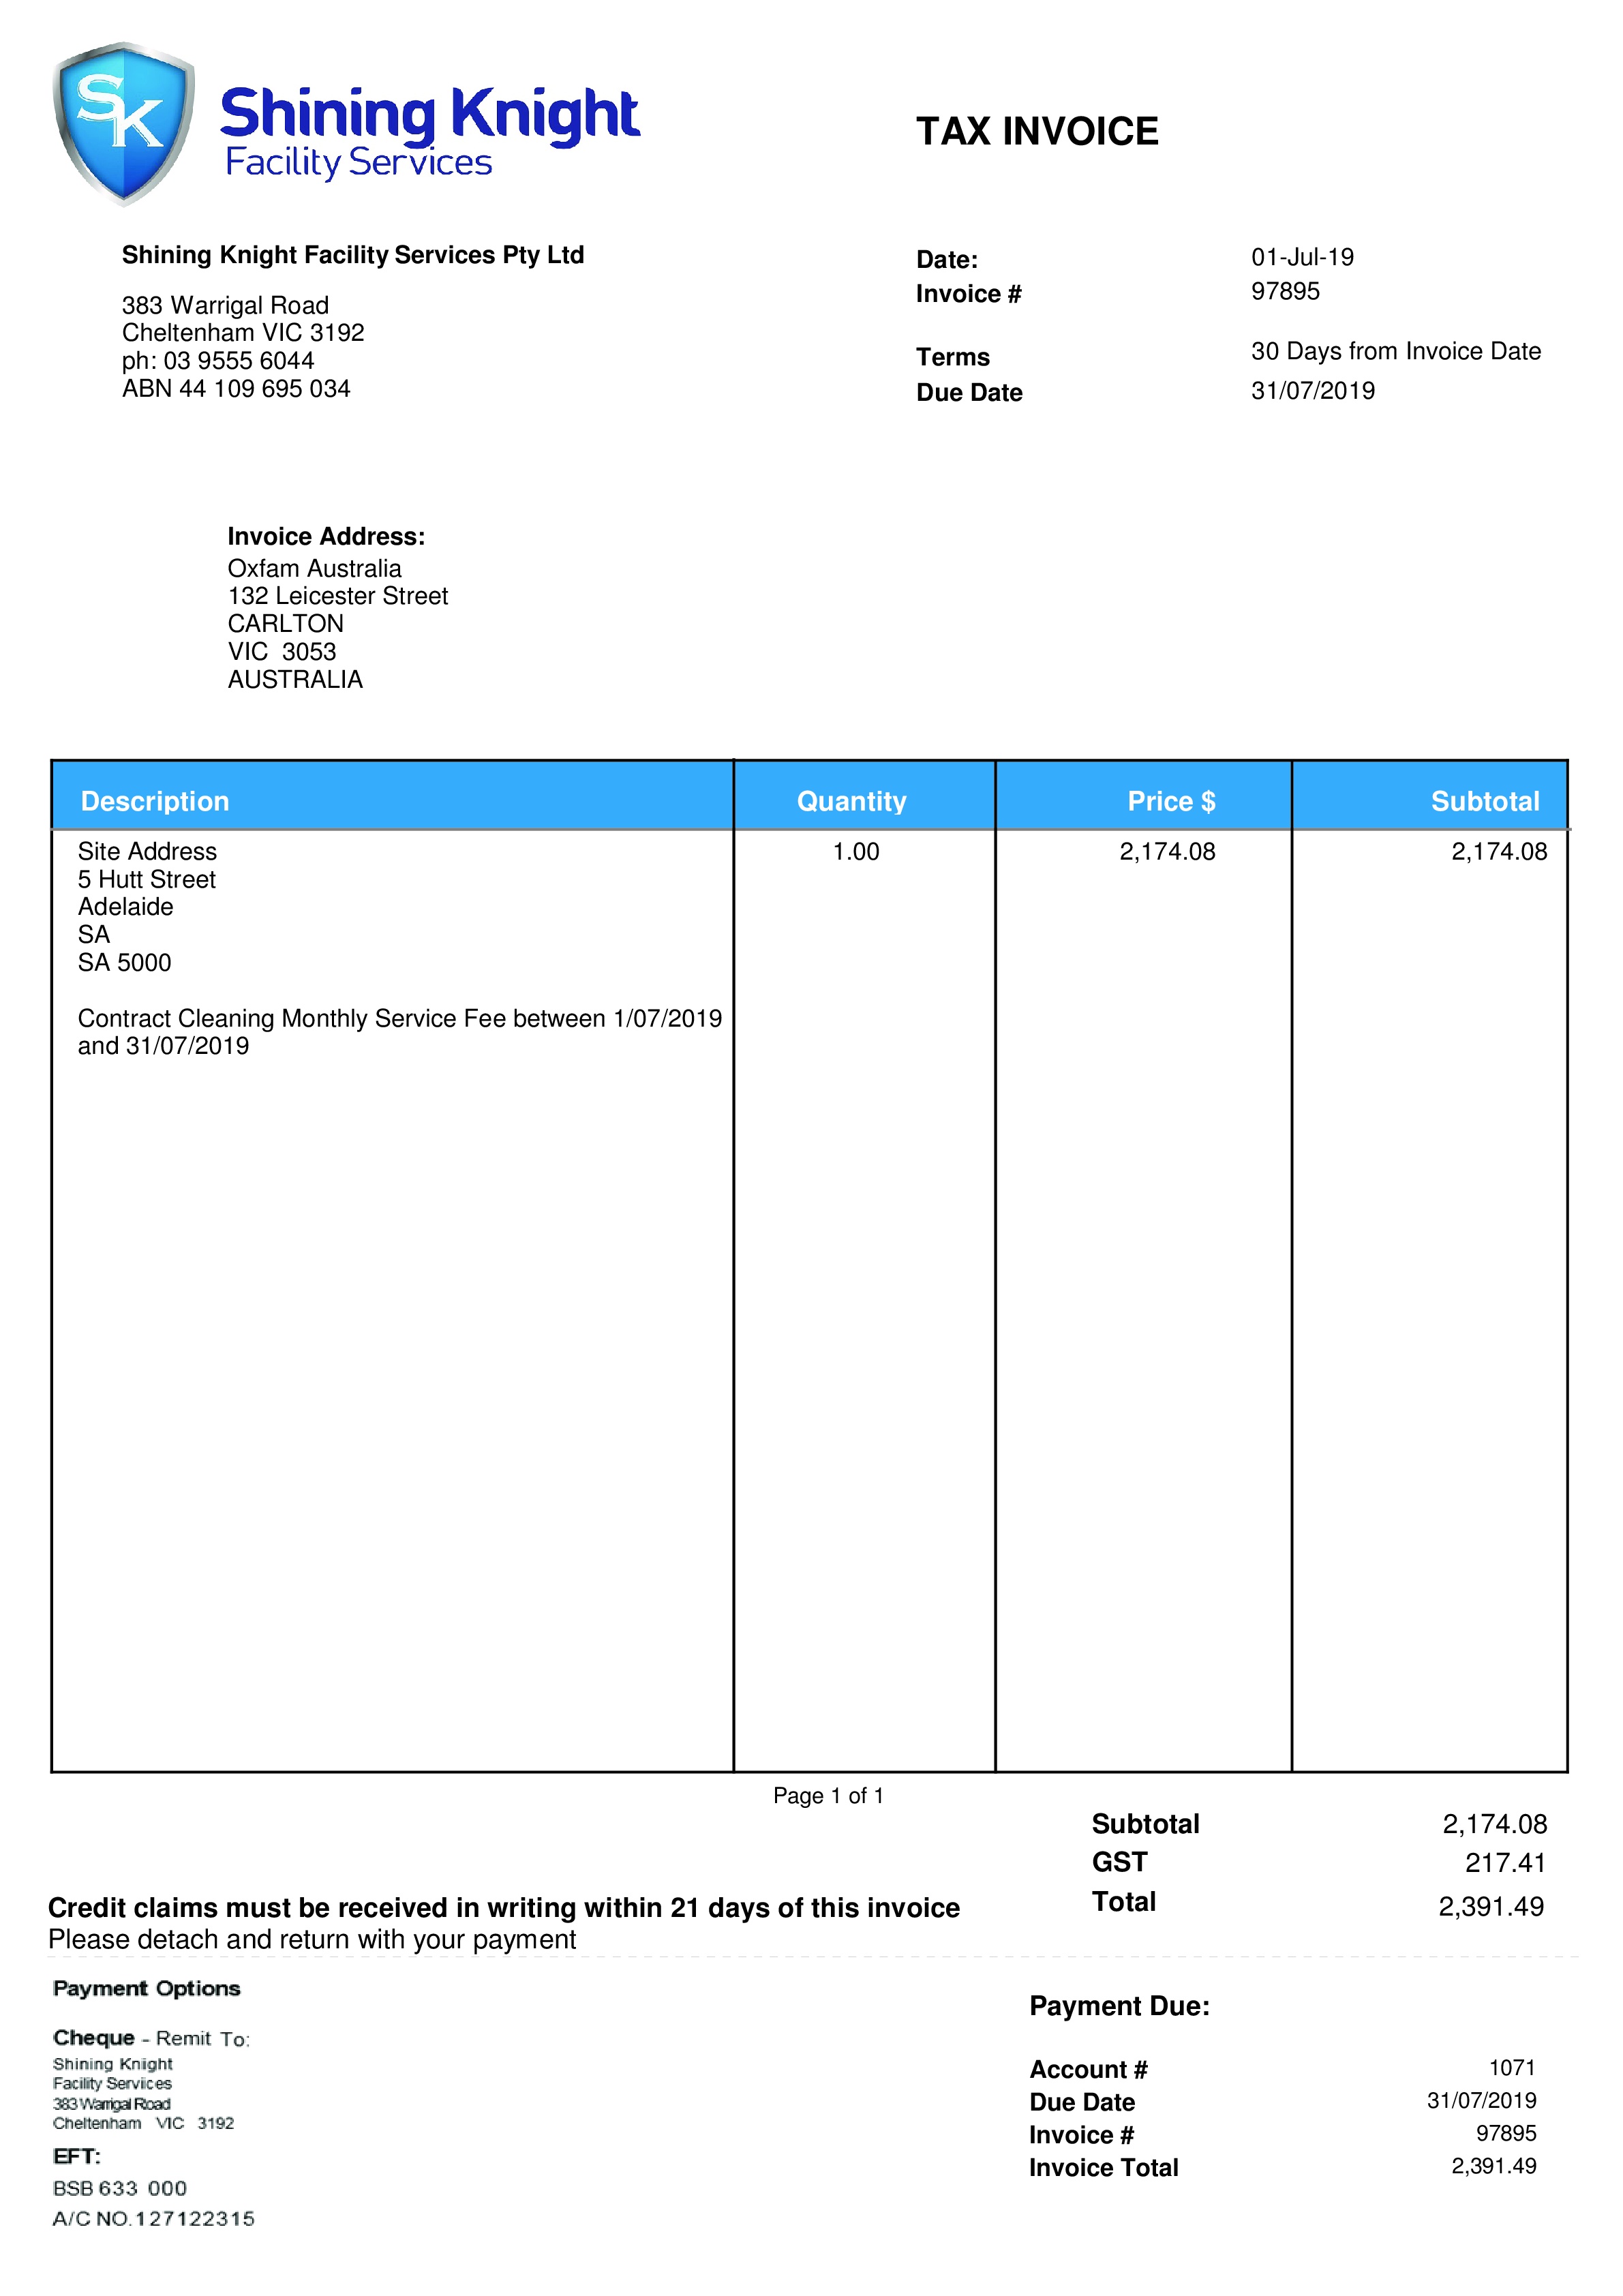 SK
Shining Knight
Facility Services
TAX INVOICE
Shining Knight Facility Services Pty Ltd
383 Warrigal Road
Cheltenham VIC 3192
ph: 03 9555 6044
ABN 44 109 695 034
Date: 01-Jul-19
Invoice # 97895
Terms 30 Days from Invoice Date
Due Date 31/07/2019
Invoice Address:
Oxfam Australia
132 Leicester Street
CARLTON
VIC 3053
AUSTRALIA
Description Quantity Price $ Subtotal
Site Address 1.00 2,174.08 2,174.08
5 Hutt Street
Adelaide
SA
SA 5000
Contract Cleaning Monthly Service Fee between 1/07/2019
and 31/07/2019
Page 1 of 1
Subtotal 2,174.08
GST 217.41
Total 2,391.49
Credit claims must be received in writing within 21 days of this invoice
Please detach and return with your payment
Payment Options
Cheque - Remit To:
Shining Knight
Facility Services
383 Warrigal Road
Cheltenham VIC 3192
EFT:
BSB 633 000
A/C NO.127122315
Payment Due:
Account # 1071
Due Date 31/07/2019
Invoice # 97895
Invoice Total 2,391.49